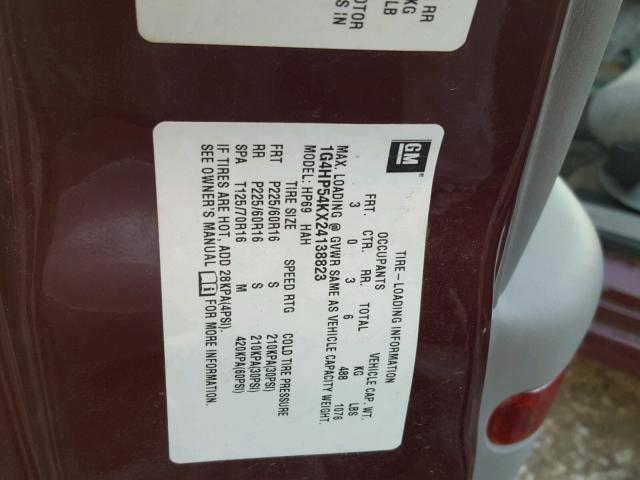 RR
KG
LB
OTOR
S IN
GM
TIRE-LOADING INFORMATION
OCCUPANTS VEHICLE CAP. WT.
FRT. CTR. RR. TOTAL KG LBS
3 0 3 6 488 1076
MAX. LOADING @ GVWR SAME AS VEHICLE CAPACITY WEIGHT.
1G4HP54KX24138823
MODEL: HP69 HAH
TIRE SIZE SPEED RTG COLD TIRE PRESSURE
FRT P225/60R16 S 210KPA(30PSI)
RR P225/60R16 S 210KPA(30PSI)
SPA T125/70R16 M 420KPA(60PSI)
IF TIRES ARE HOT, ADD 28KPA(4PSI).
SEE OWNER'S MANUAL i FOR MORE INFORMATION.